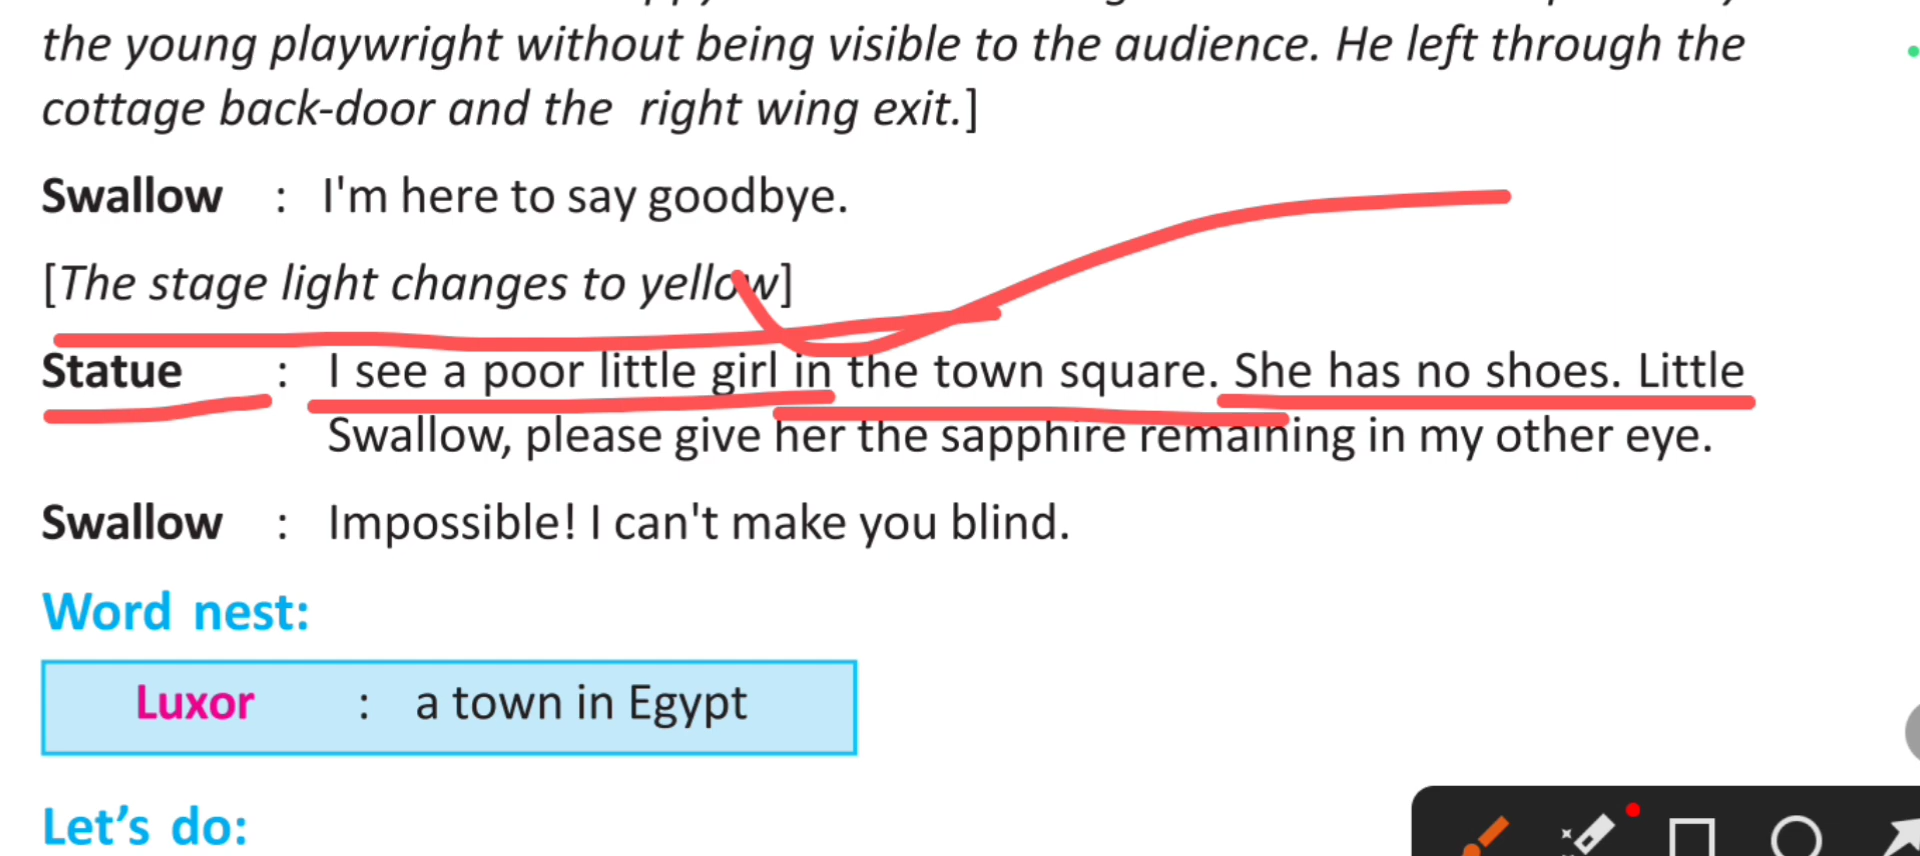 the young playwright without being visible to the audience. He left through the
cottage back-door and the right wing exit.]
Swallow : I'm here to say goodbye.
[The stage light changes to yellow]
Statue : I see a poor little girl in the town square. She has no shoes. Little
Swallow, please give her the sapphire remaining in my other eye.
Swallow : Impossible! I can't make you blind.
Word nest:
Luxor : a town in Egypt
Let's do: